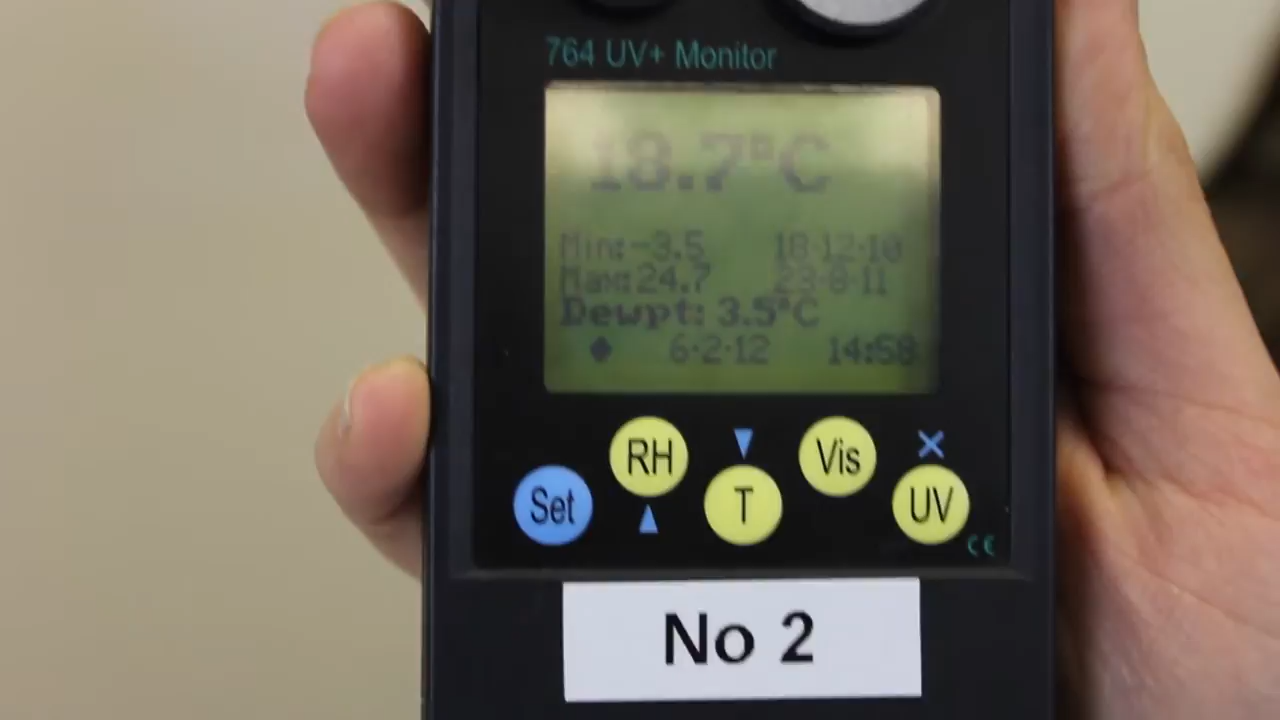 764 UV+ Monitor
18.7°C
Min:-3.5 18·12·10
Max:24.7 23·8·11
Dewpt: 3.5°C
♦ 6·2·12 14:58
RH ▼ Vis ✕
Set ▲ T UV
CE
No 2